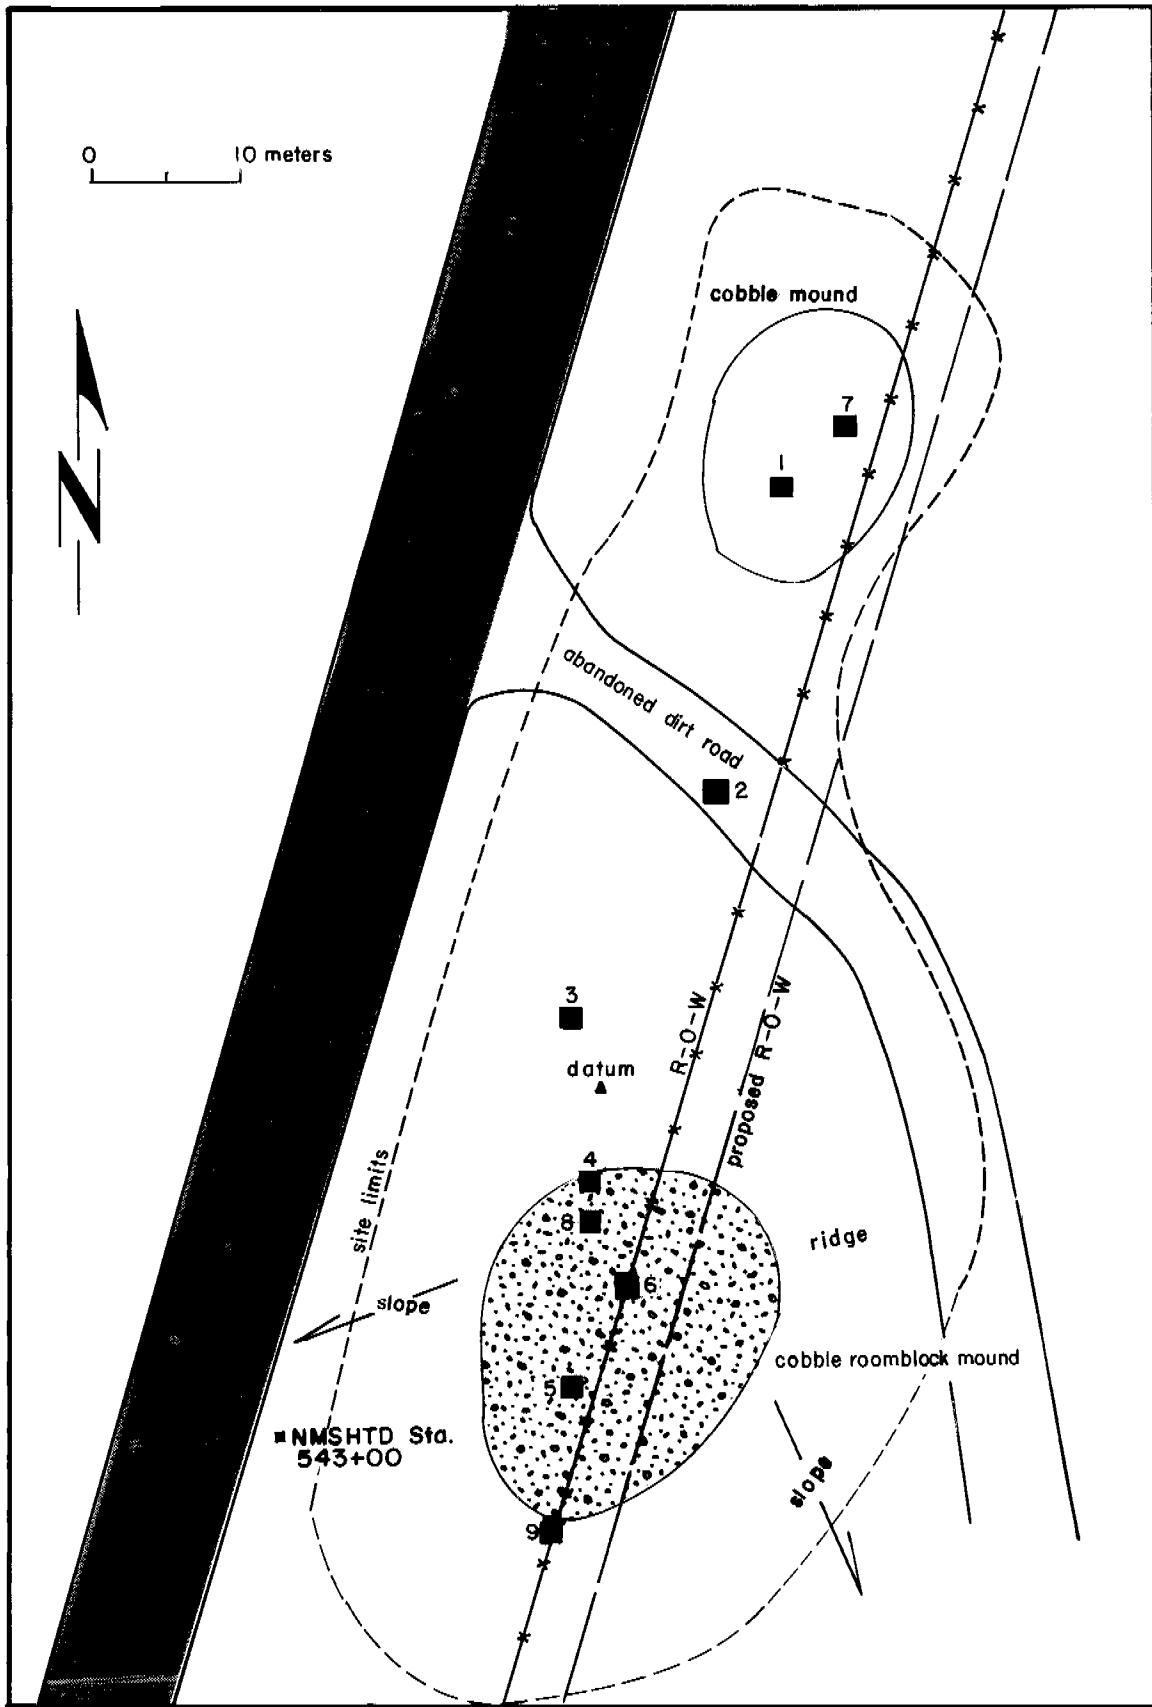 0 10 meters
cobble mound
7
1
N
abandoned dirt road
2
3
datum
R-O-W
proposed R-O-W
4
site limits
8
ridge
6
slope
cobble roomblock mound
5
NMSHTD Sta.
543+00
slope
9